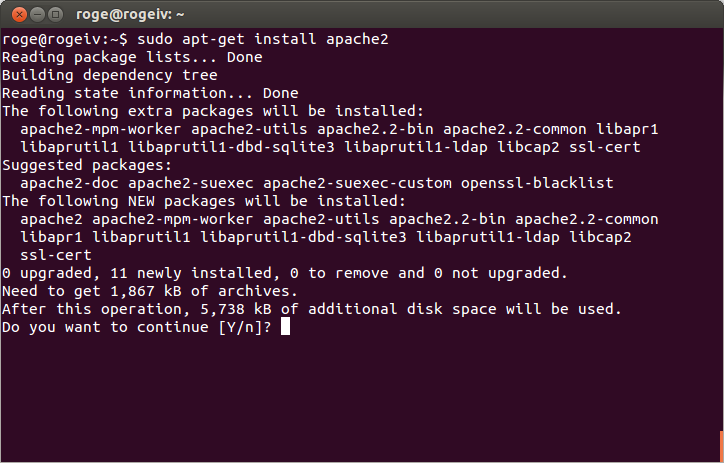 roge@rogeiv: ~
roge@rogeiv:~$ sudo apt-get install apache2
Reading package lists... Done
Building dependency tree
Reading state information... Done
The following extra packages will be installed:
  apache2-mpm-worker apache2-utils apache2.2-bin apache2.2-common libapr1
  libaprutil1 libaprutil1-dbd-sqlite3 libaprutil1-ldap libcap2 ssl-cert
Suggested packages:
  apache2-doc apache2-suexec apache2-suexec-custom openssl-blacklist
The following NEW packages will be installed:
  apache2 apache2-mpm-worker apache2-utils apache2.2-bin apache2.2-common
  libapr1 libaprutil1 libaprutil1-dbd-sqlite3 libaprutil1-ldap libcap2
  ssl-cert
0 upgraded, 11 newly installed, 0 to remove and 0 not upgraded.
Need to get 1,867 kB of archives.
After this operation, 5,738 kB of additional disk space will be used.
Do you want to continue [Y/n]?